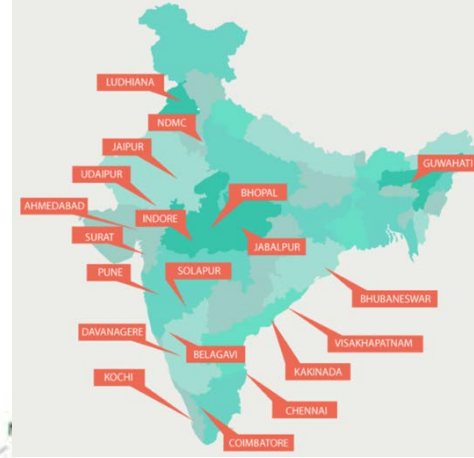 LUDHIANA
NDMC
JAIPUR
GUWAHATI
UDAIPUR
BHOPAL
AHMEDABAD
INDORE
SURAT
JABALPUR
PUNE
SOLAPUR
BHUBANESWAR
DAVANAGERE
VISAKHAPATNAM
BELAGAVI
KAKINADA
KOCHI
CHENNAI
COIMBATORE